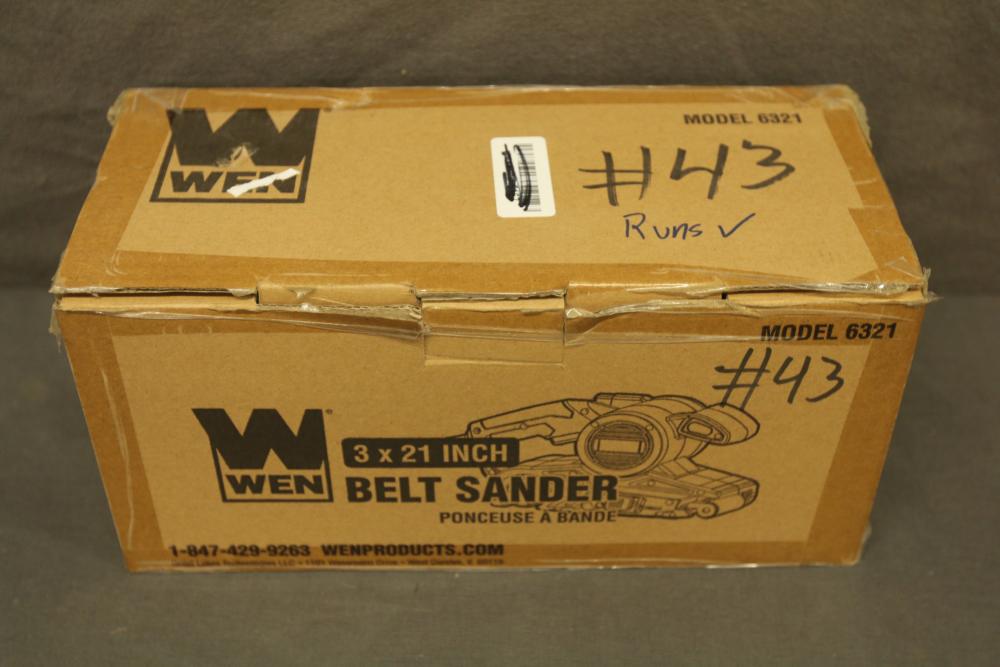 WEN
MODEL 6321
#43
Runs ✓
MODEL 6321
#43
W
WEN
3 x 21 INCH
BELT SANDER
PONCEUSE À BANDE
1-847-429-9263 WENPRODUCTS.COM